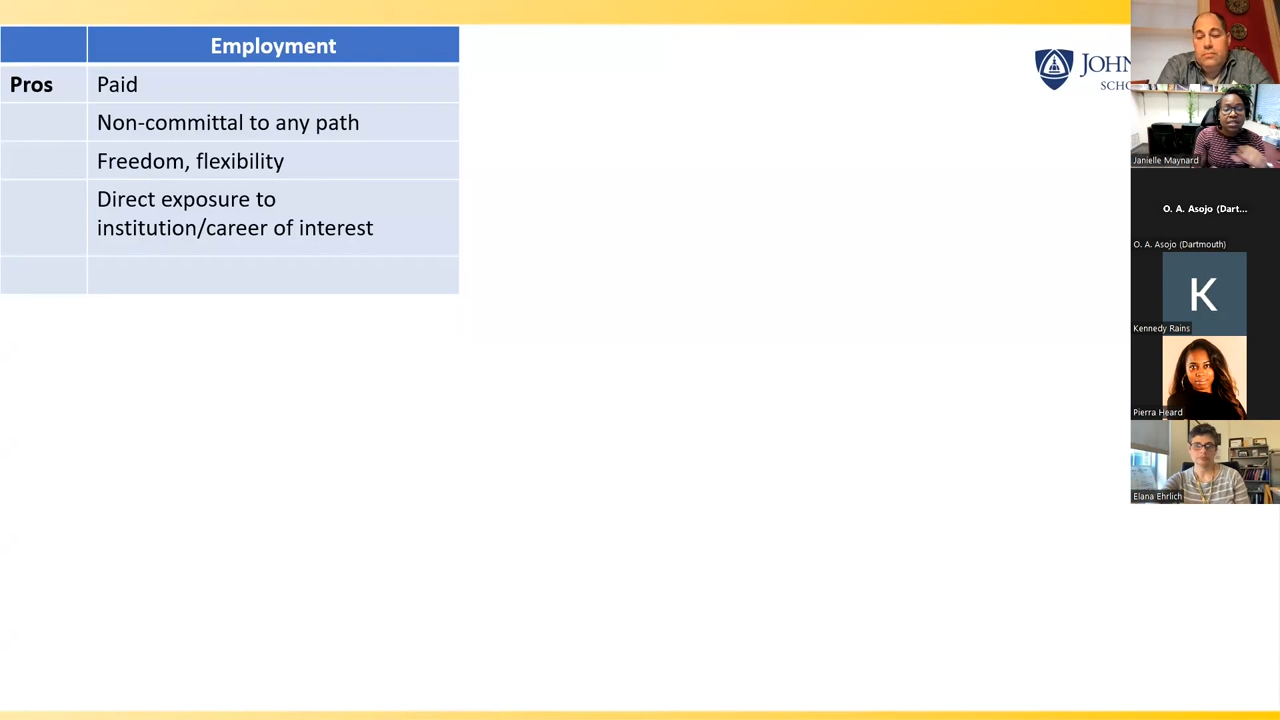 Employment
Pros
Paid
Non-committal to any path
Freedom, flexibility
Direct exposure to
institution/career of interest
JOHN
SCHO
Janielle Maynard
O. A. Asojo (Dart...
O. A. Asojo (Dartmouth)
K
Kennedy Rains
Pierra Heard
Elana Ehrlich